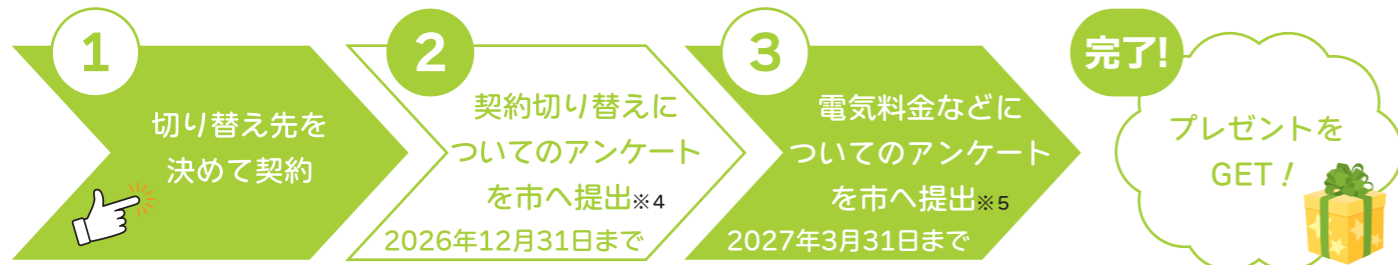 1
切り替え先を
決めて契約
2
契約切り替えに
ついてのアンケート
を市へ提出※4
2026年12月31日まで
3
電気料金などに
ついてのアンケート
を市へ提出※5
2027年3月31日まで
完了!
プレゼントを
GET!